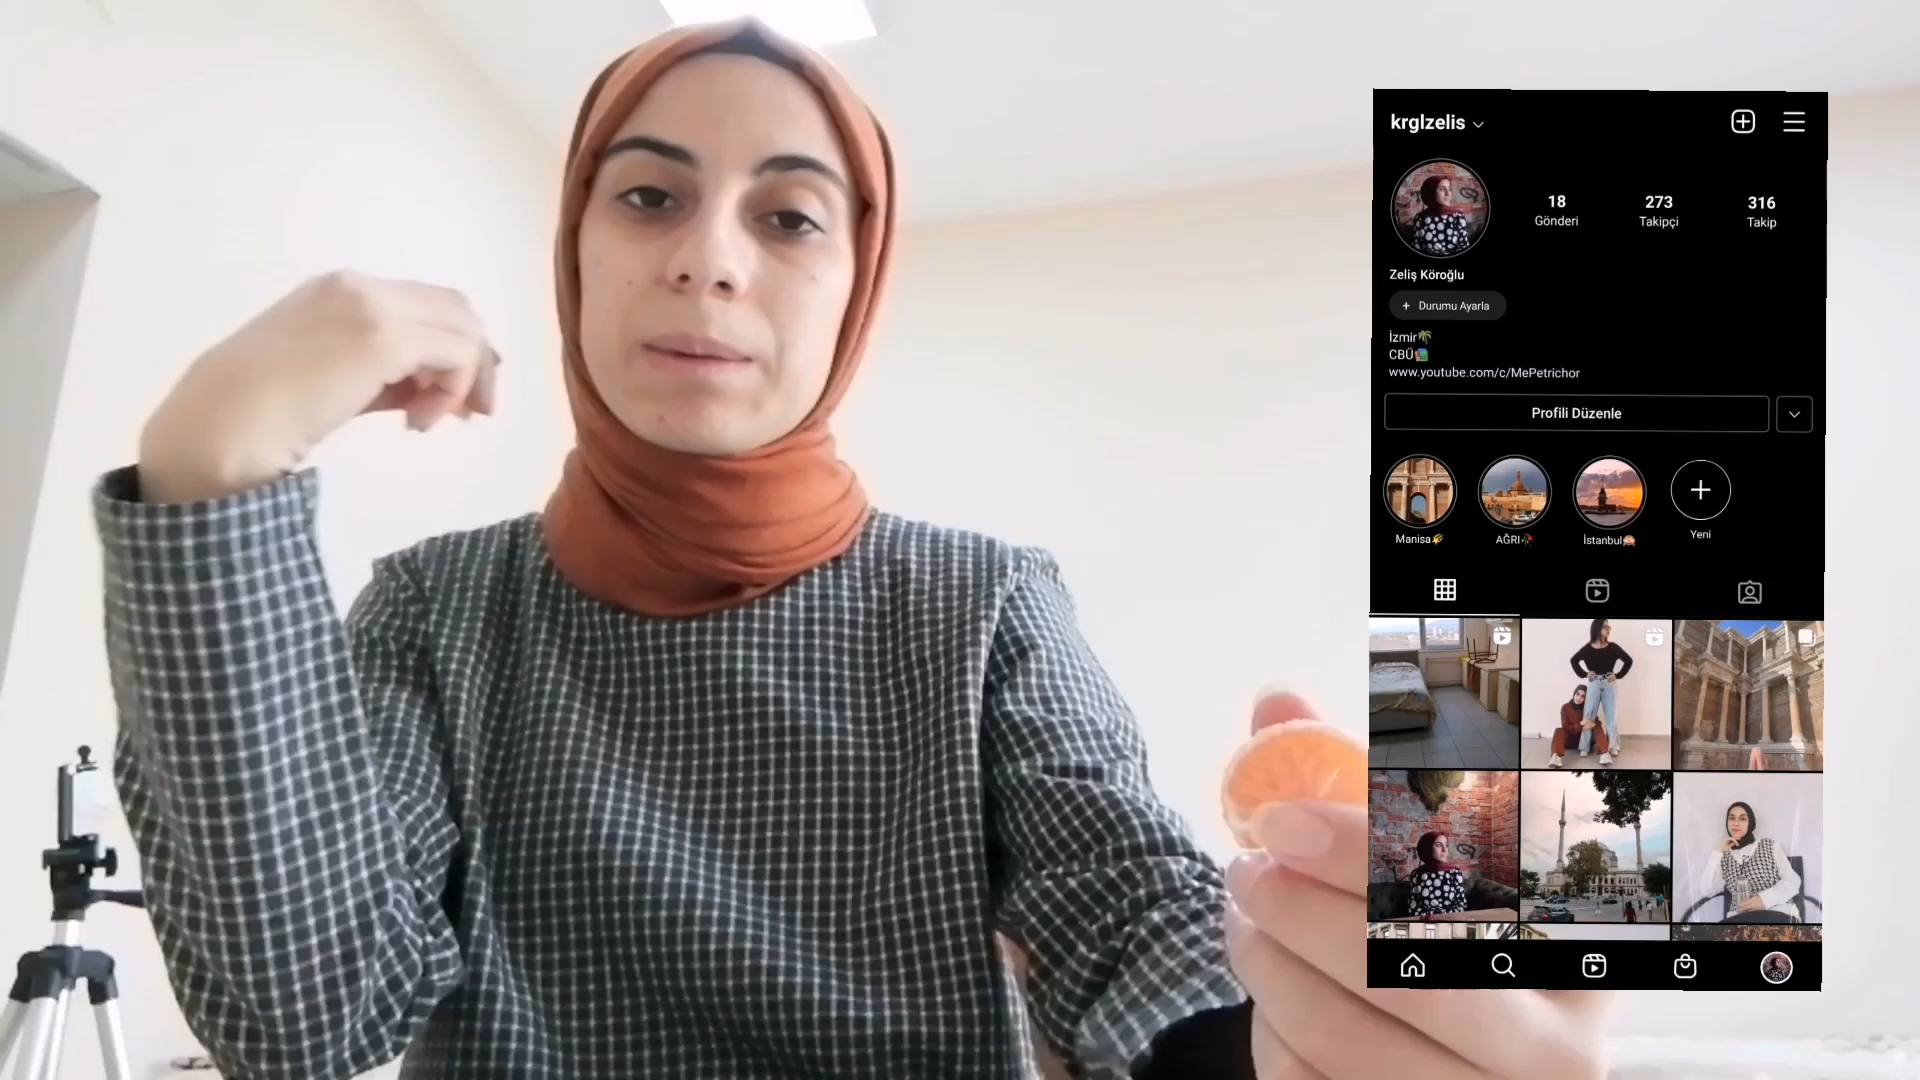 krglzelis
18 273 316
Gönderi Takipçi Takip
Zeliş Köroğlu
+ Durumu Ayarla
İzmir🌴
CBÜ📚
www.youtube.com/c/MePetrichor
Profili Düzenle
Manisa🌾 AĞRI🥀 İstanbul🙈 Yeni